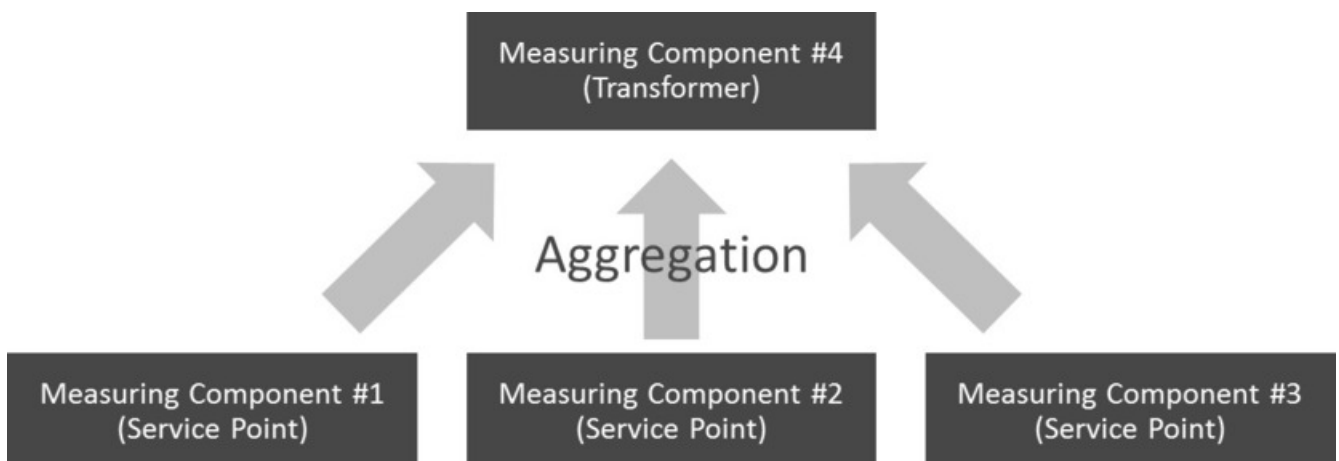 Measuring Component #4
(Transformer)
Aggregation
Measuring Component #1
(Service Point)
Measuring Component #2
(Service Point)
Measuring Component #3
(Service Point)